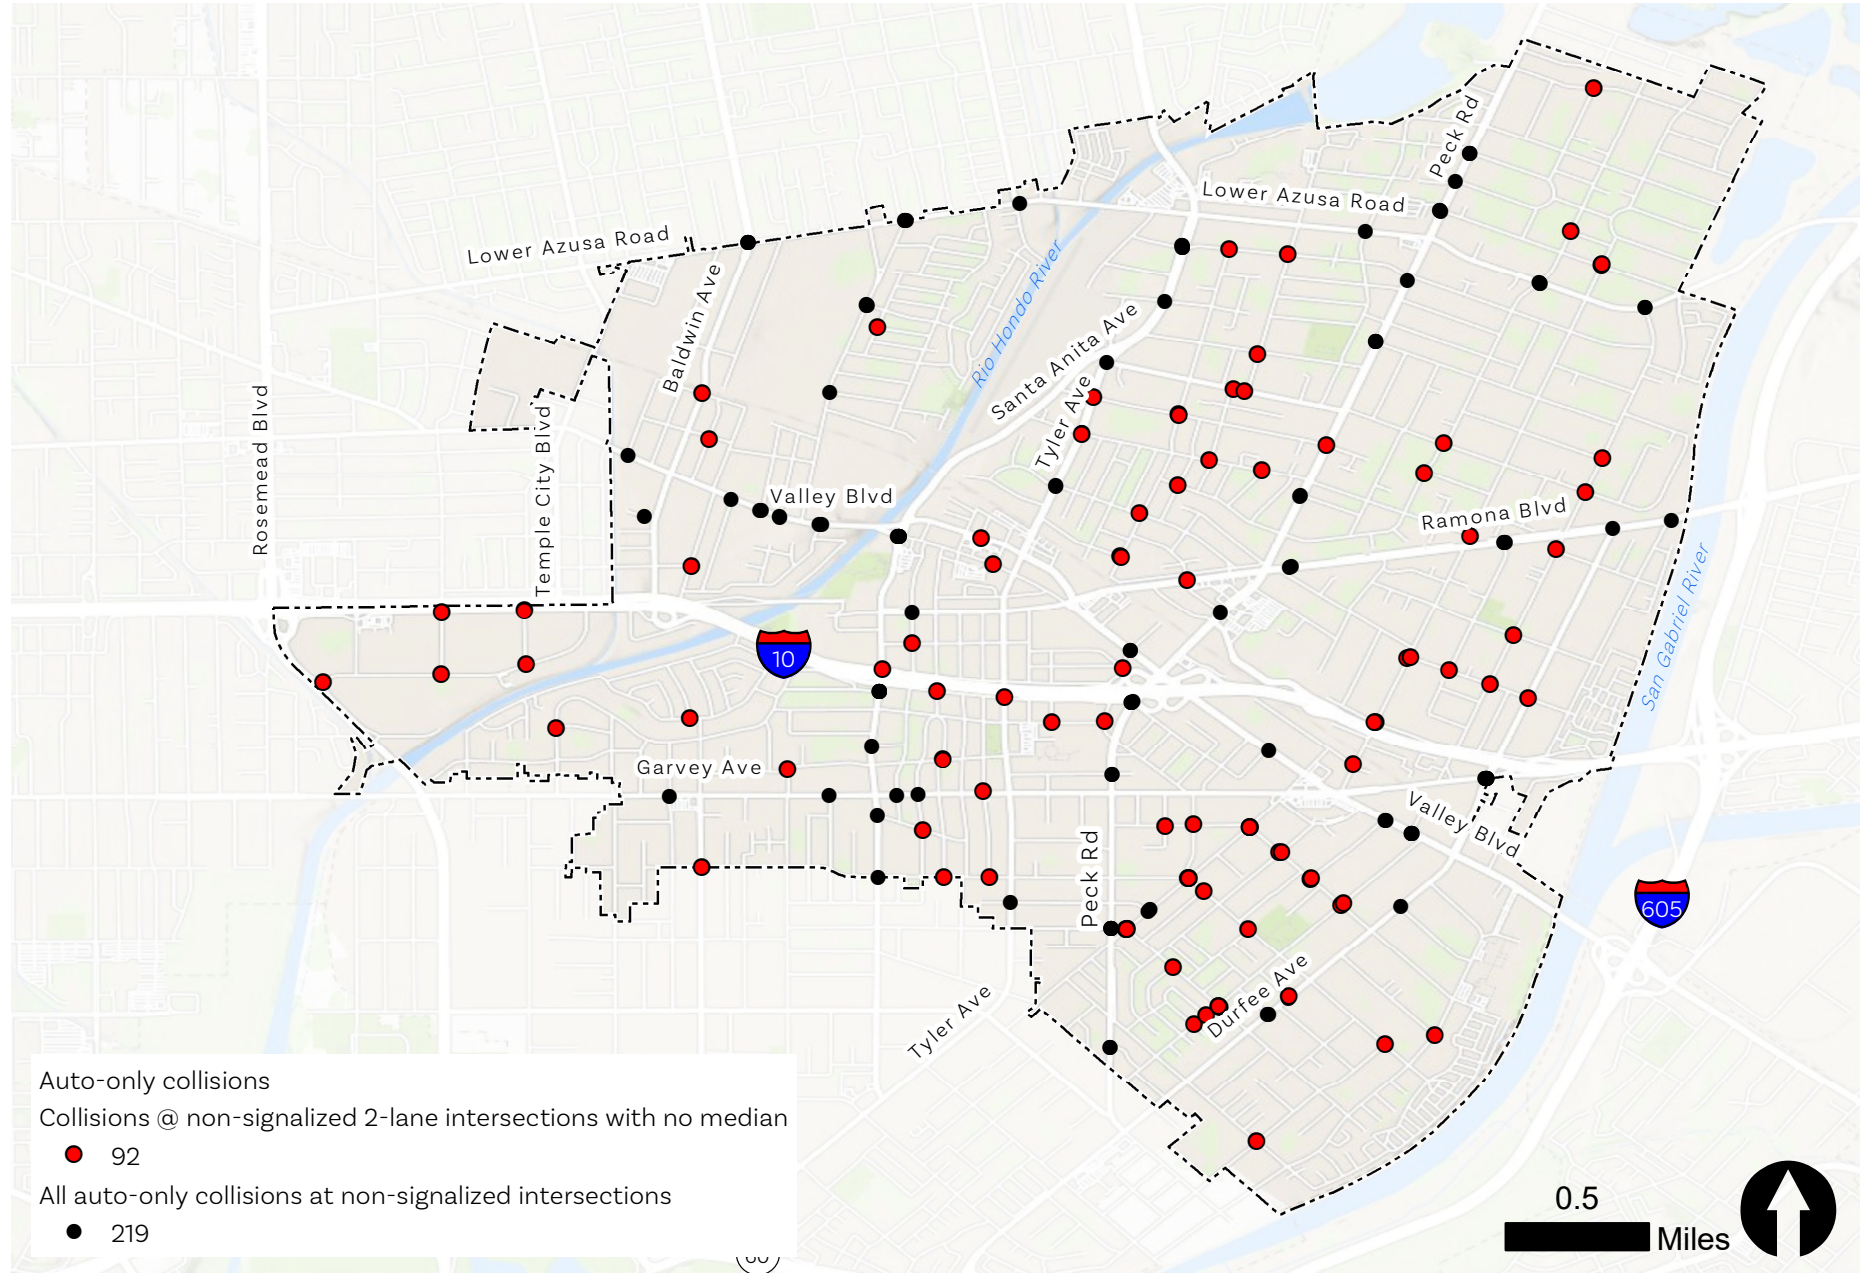 Peck Rd
Lower Azusa Road
Lower Azusa Road
Baldwin Ave
Rio Hondo River
Santa Anita Ave
Tyler Ave
Rosemead Blvd
Temple City Blvd
Valley Blvd
Ramona Blvd
San Gabriel River
10
Garvey Ave
Valley Blvd
Peck Rd
605
Durfee Ave
Tyler Ave
Auto-only collisions
Collisions @ non-signalized 2-lane intersections with no median
92
All auto-only collisions at non-signalized intersections
219
0.5
Miles